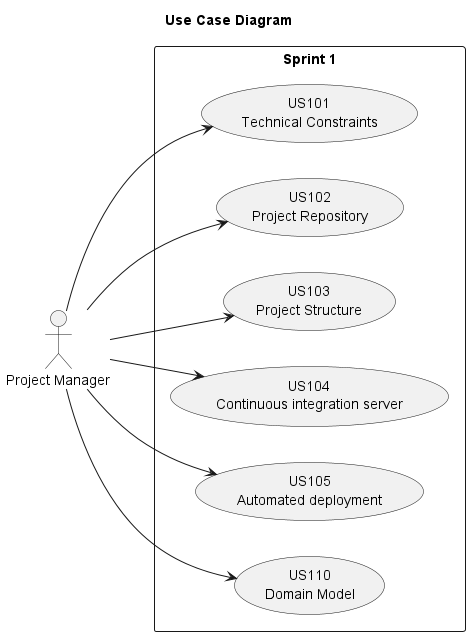 Use Case Diagram
Sprint 1
US101
Technical Constraints
US102
Project Repository
US103
Project Structure
Project Manager
US104
Continuous integration server
US105
Automated deployment
US110
Domain Model